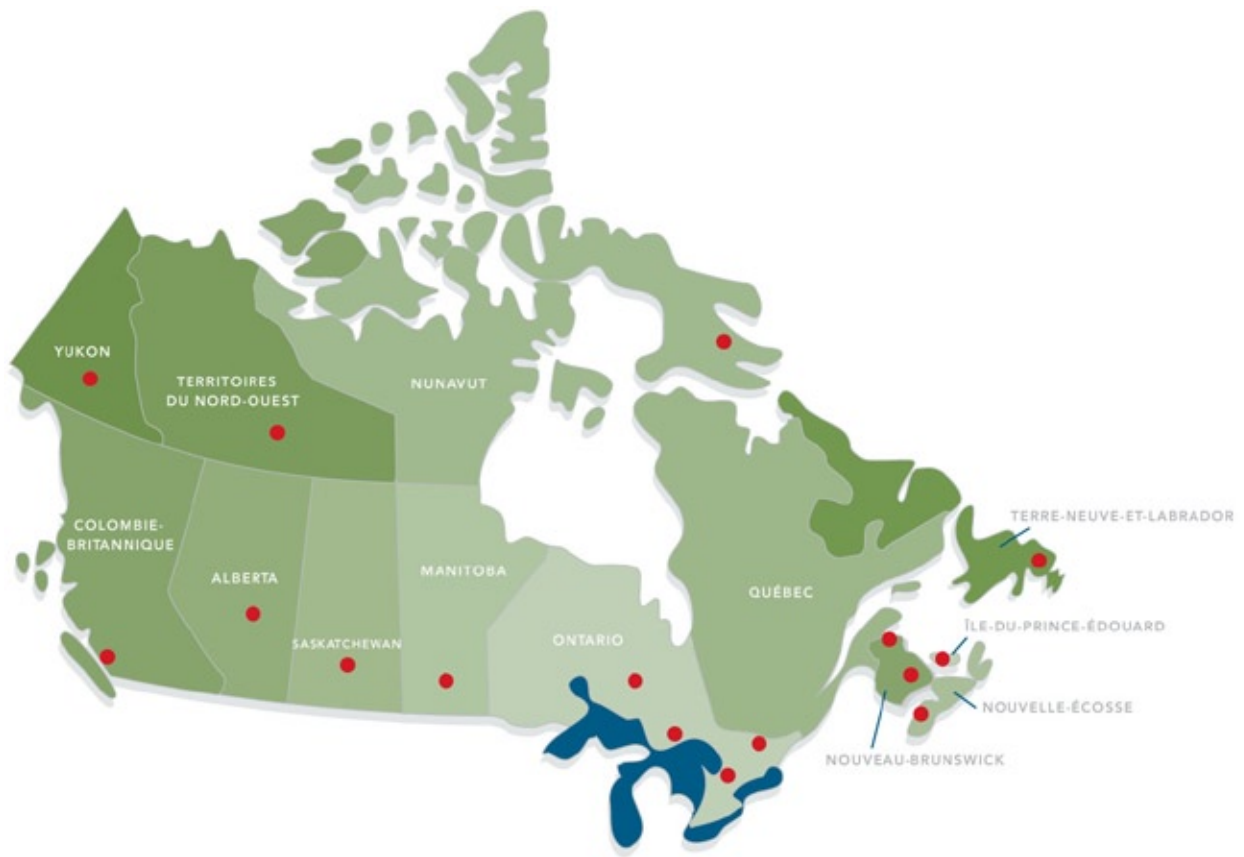 YUKON
TERRITOIRES
DU NORD-OUEST
NUNAVUT
COLOMBIE-
BRITANNIQUE
ALBERTA
SASKATCHEWAN
MANITOBA
ONTARIO
QUÉBEC
TERRE-NEUVE-ET-LABRADOR
ÎLE-DU-PRINCE-ÉDOUARD
NOUVELLE-ÉCOSSE
NOUVEAU-BRUNSWICK